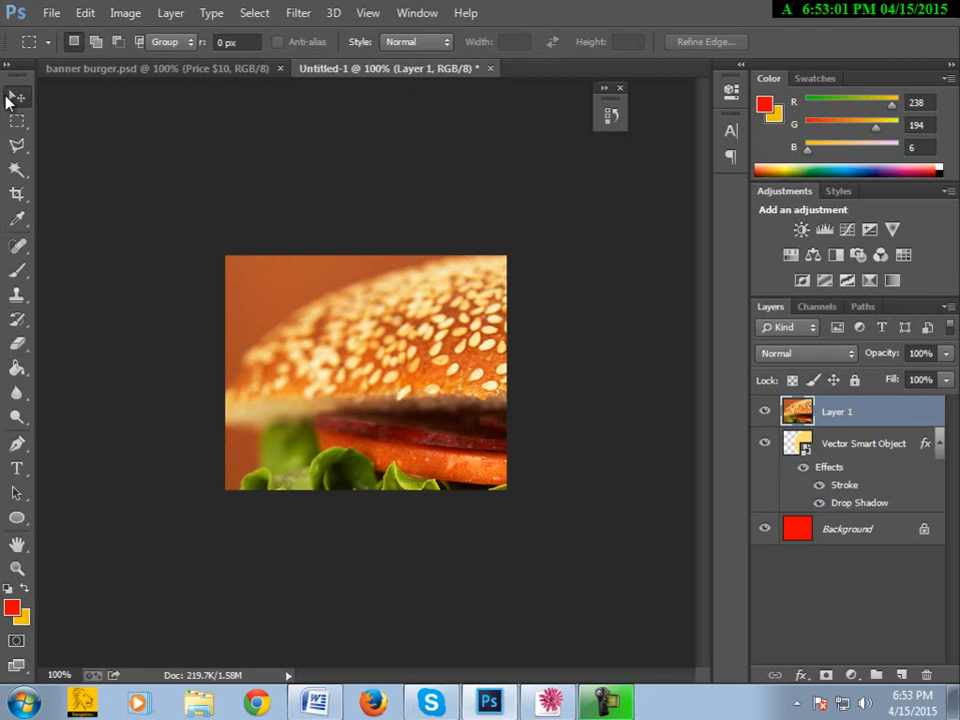 Ps File Edit Image Layer Type Select Filter 3D View Window Help
A 6:53:01 PM 04/15/2015
Group r: 0 px Anti-alias Style: Normal Width: Height: Refine Edge...
banner burger.psd @ 100% (Price $10, RGB/8) × Untitled-1 @ 100% (Layer 1, RGB/8) * ×
Color Swatches
R 238
G 194
B 6
Adjustments Styles
Add an adjustment
Layers Channels Paths
Kind
Normal Opacity: 100%
Lock: Fill: 100%
Layer 1
Vector Smart Object fx
Effects
Stroke
Drop Shadow
Background
100% Doc: 219.7K/1.58M
6:53 PM
4/15/2015